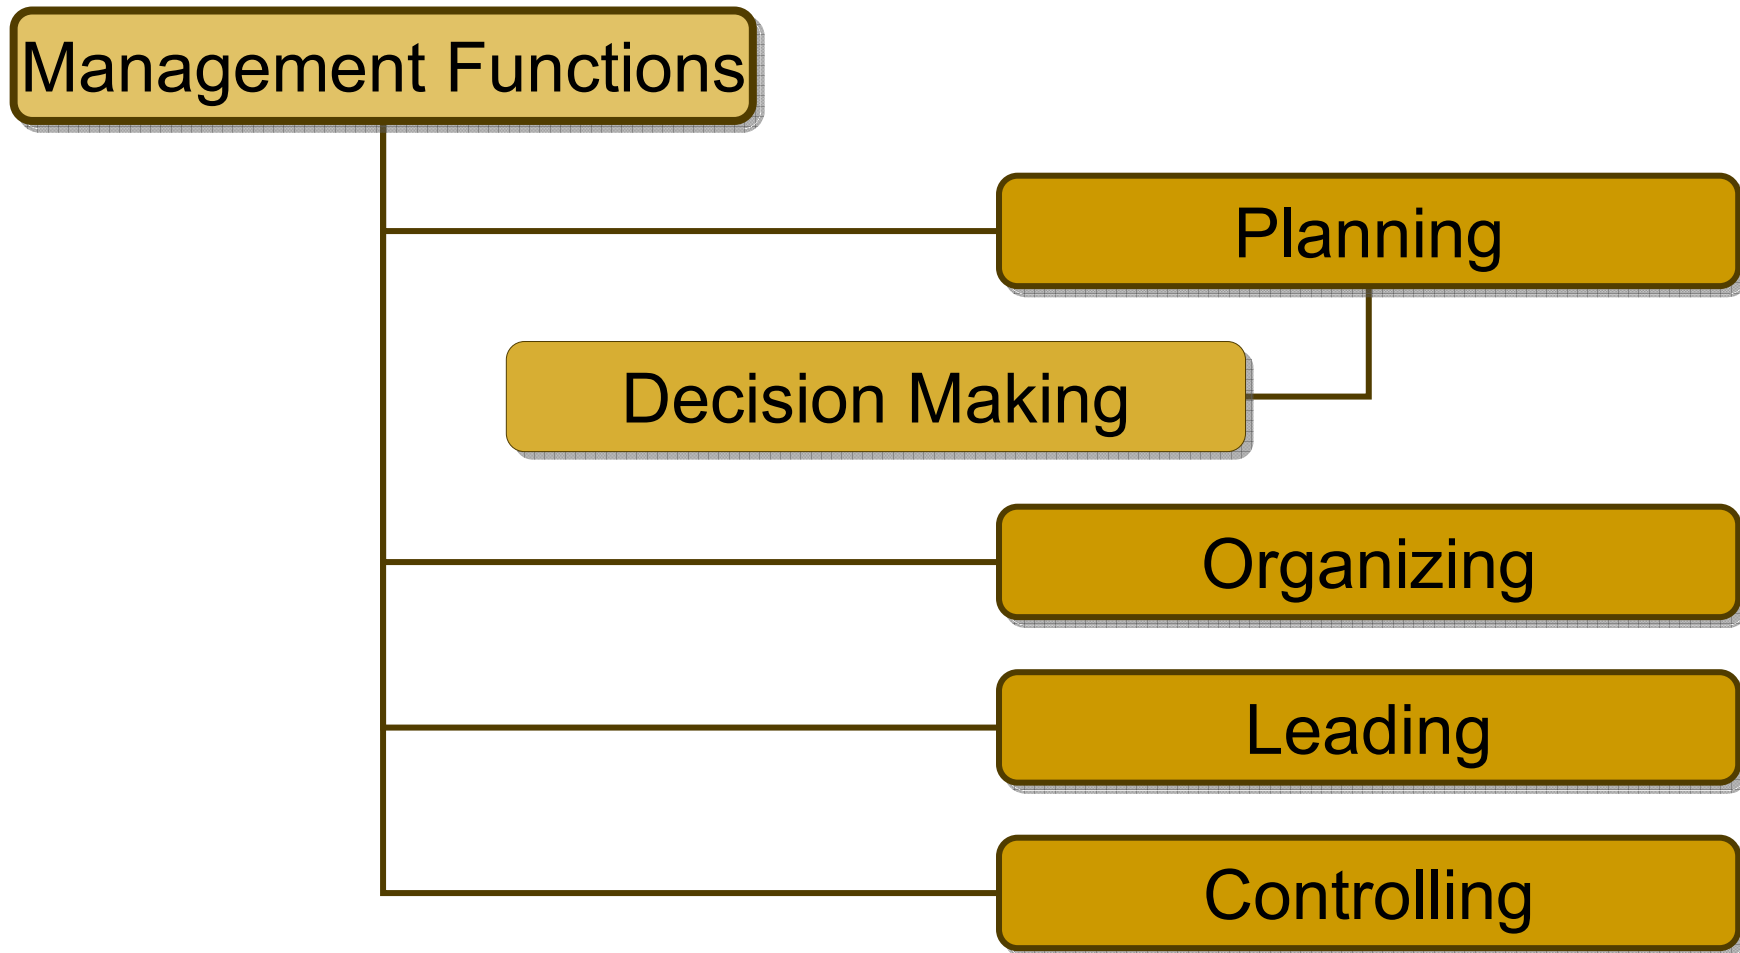 Management Functions
Planning
Decision Making
Organizing
Leading
Controlling